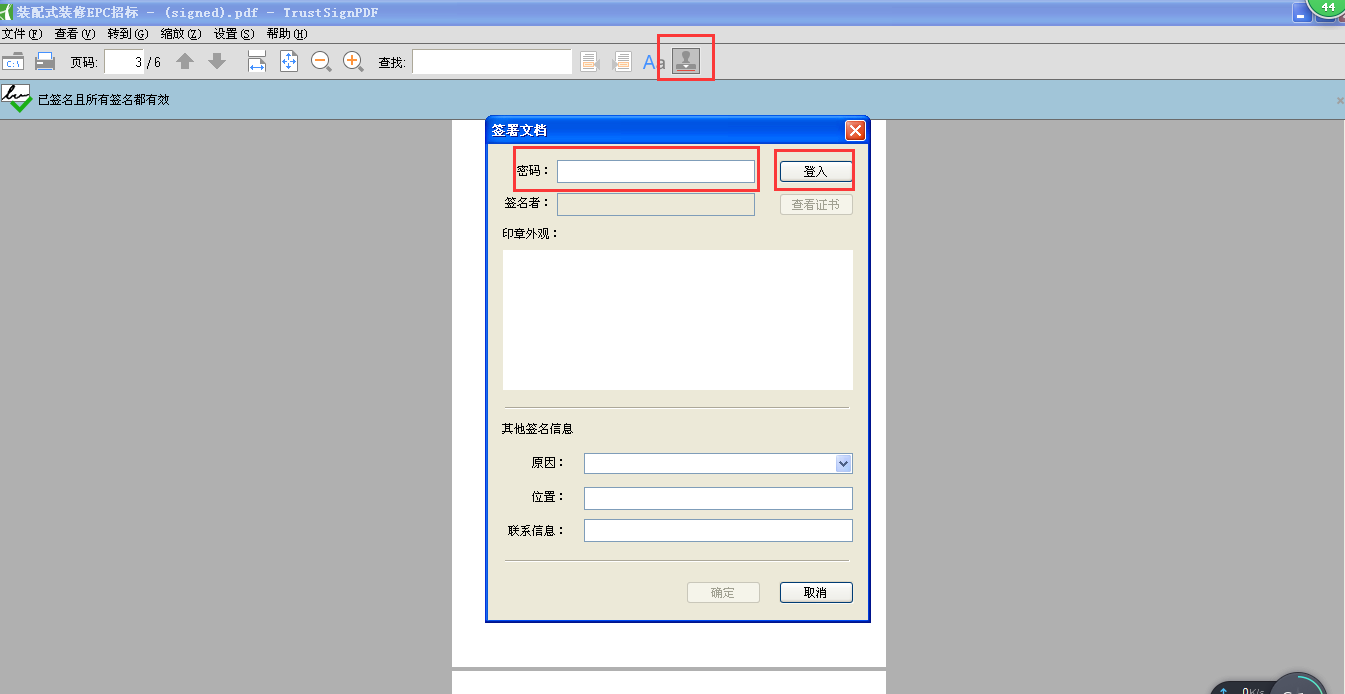 装配式装修EPC招标 - (signed).pdf - TrustSignPDF
44
文件(F) 查看(V) 转到(G) 缩放(Z) 设置(S) 帮助(H)
C:\ 页码: 3 / 6 查找: Aa
已签名且所有签名都有效
签署文档
密码： 登入
签名者： 查看证书
印章外观：
其他签名信息
原因：
位置：
联系信息：
确定 取消
0K/s